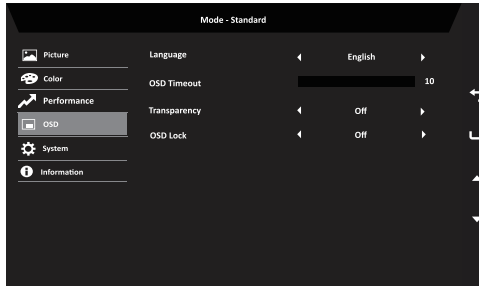 Mode - Standard
Picture
Color
Performance
OSD
System
Information
Language English
OSD Timeout 10
Transparency Off
OSD Lock Off